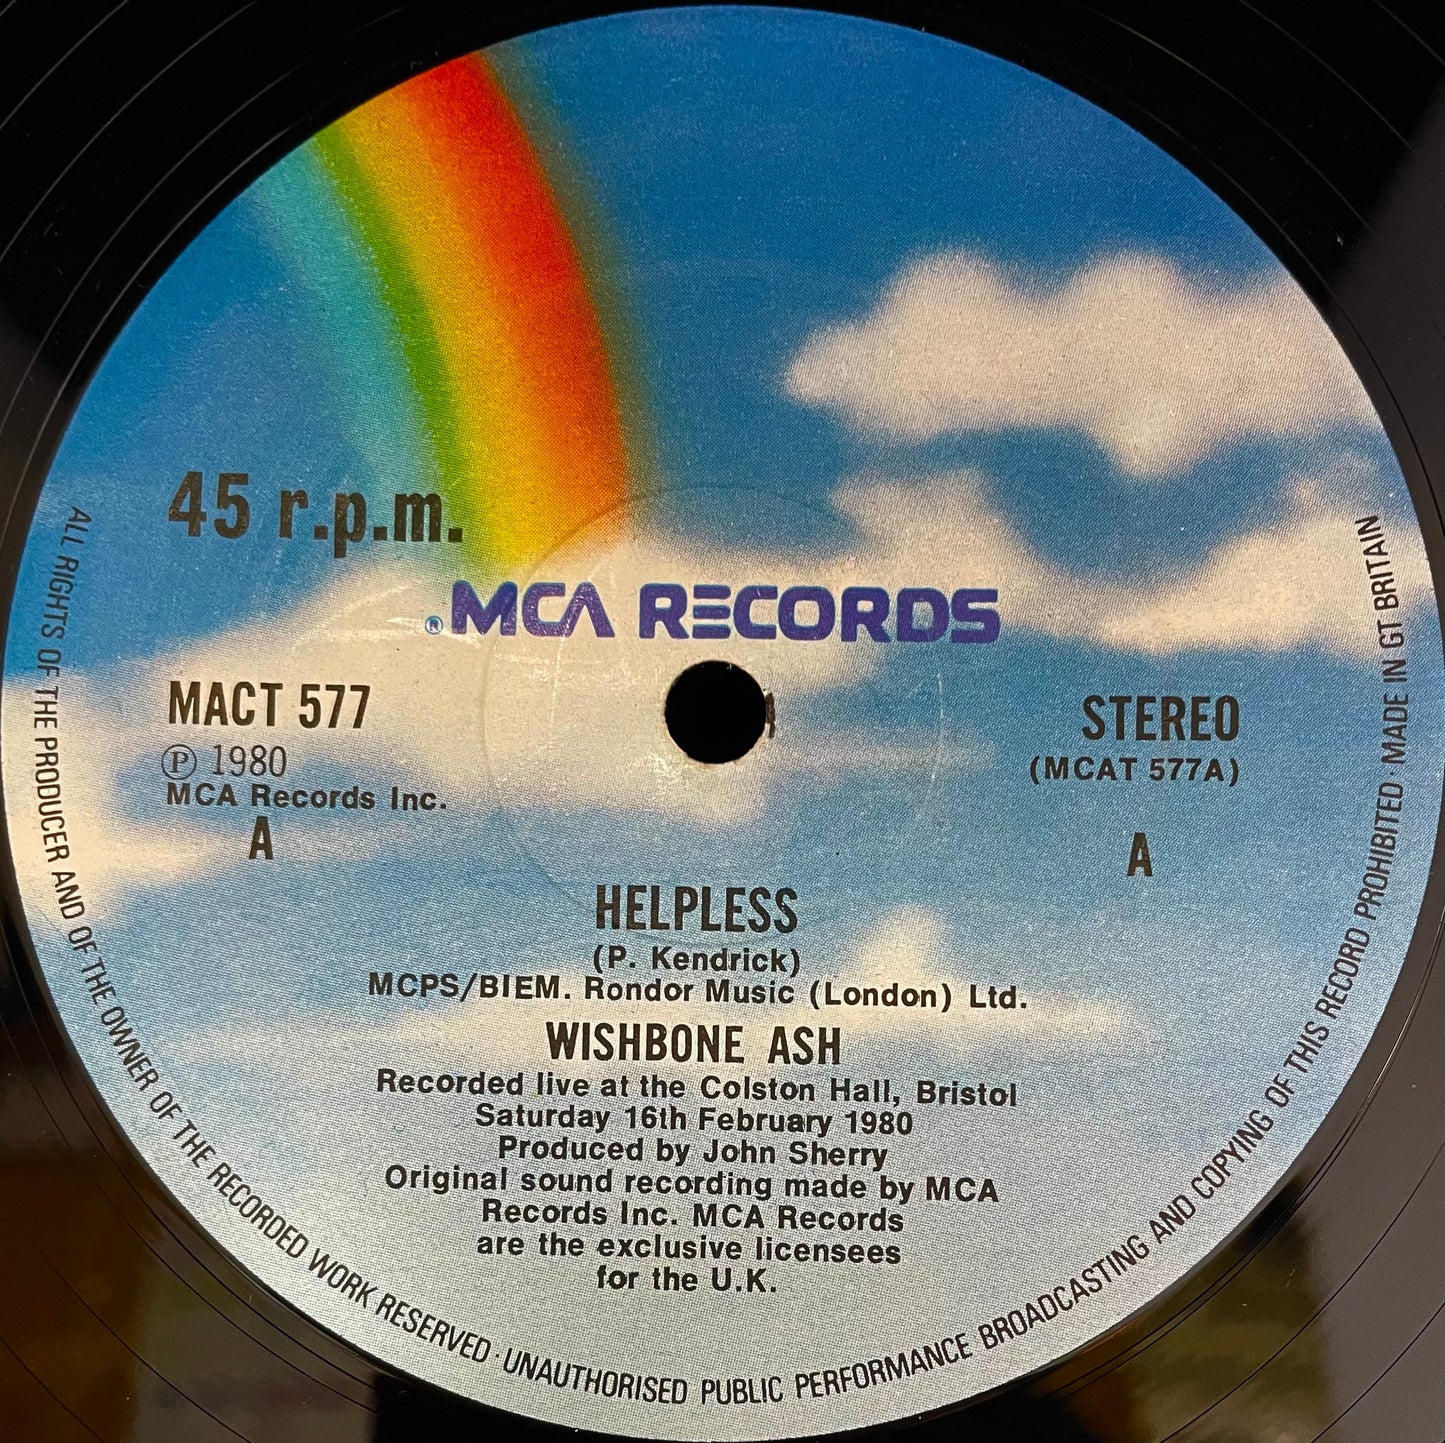 45 r.p.m.
® MCA RECORDS
MACT 577
℗ 1980
MCA Records Inc.
A
STEREO
(MCAT 577A)
A
HELPLESS
(P. Kendrick)
MCPS/BIEM. Rondor Music (London) Ltd.
WISHBONE ASH
Recorded live at the Colston Hall, Bristol
Saturday 16th February 1980
Produced by John Sherry
Original sound recording made by MCA
Records Inc. MCA Records
are the exclusive licensees
for the U.K.
ALL RIGHTS OF THE PRODUCER AND OF THE OWNER OF THE RECORDED WORK RESERVED · UNAUTHORISED PUBLIC PERFORMANCE BROADCASTING AND COPYING OF THIS RECORD PROHIBITED · MADE IN GT BRITAIN